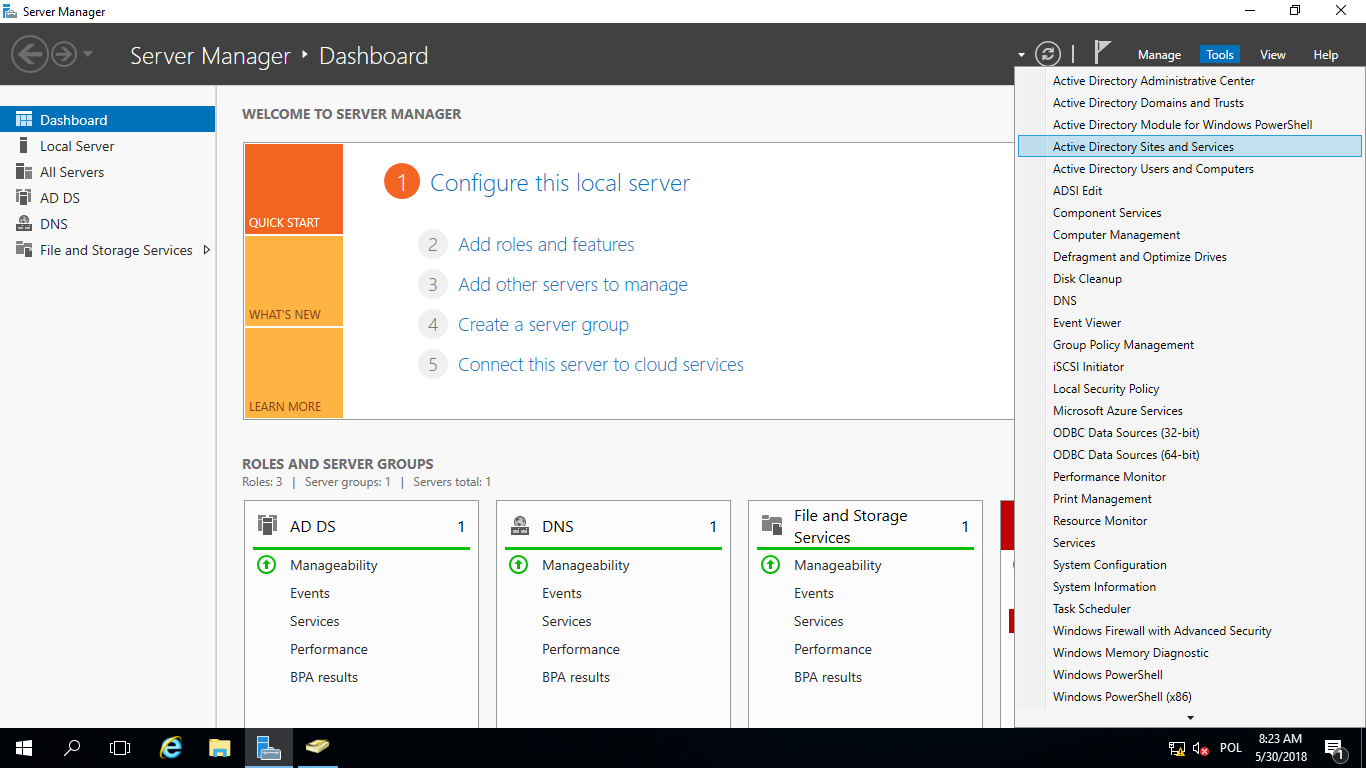 Server Manager
Server Manager ‣ Dashboard
Manage Tools View Help
Dashboard
Local Server
All Servers
AD DS
DNS
File and Storage Services
WELCOME TO SERVER MANAGER
QUICK START
WHAT'S NEW
LEARN MORE
1 Configure this local server
2 Add roles and features
3 Add other servers to manage
4 Create a server group
5 Connect this server to cloud services
ROLES AND SERVER GROUPS
Roles: 3 | Server groups: 1 | Servers total: 1
AD DS 1
Manageability
Events
Services
Performance
BPA results
DNS 1
Manageability
Events
Services
Performance
BPA results
File and Storage
Services 1
Manageability
Events
Services
Performance
BPA results
Active Directory Administrative Center
Active Directory Domains and Trusts
Active Directory Module for Windows PowerShell
Active Directory Sites and Services
Active Directory Users and Computers
ADSI Edit
Component Services
Computer Management
Defragment and Optimize Drives
Disk Cleanup
DNS
Event Viewer
Group Policy Management
iSCSI Initiator
Local Security Policy
Microsoft Azure Services
ODBC Data Sources (32-bit)
ODBC Data Sources (64-bit)
Performance Monitor
Print Management
Resource Monitor
Services
System Configuration
System Information
Task Scheduler
Windows Firewall with Advanced Security
Windows Memory Diagnostic
Windows PowerShell
Windows PowerShell (x86)
POL
8:23 AM
5/30/2018
1